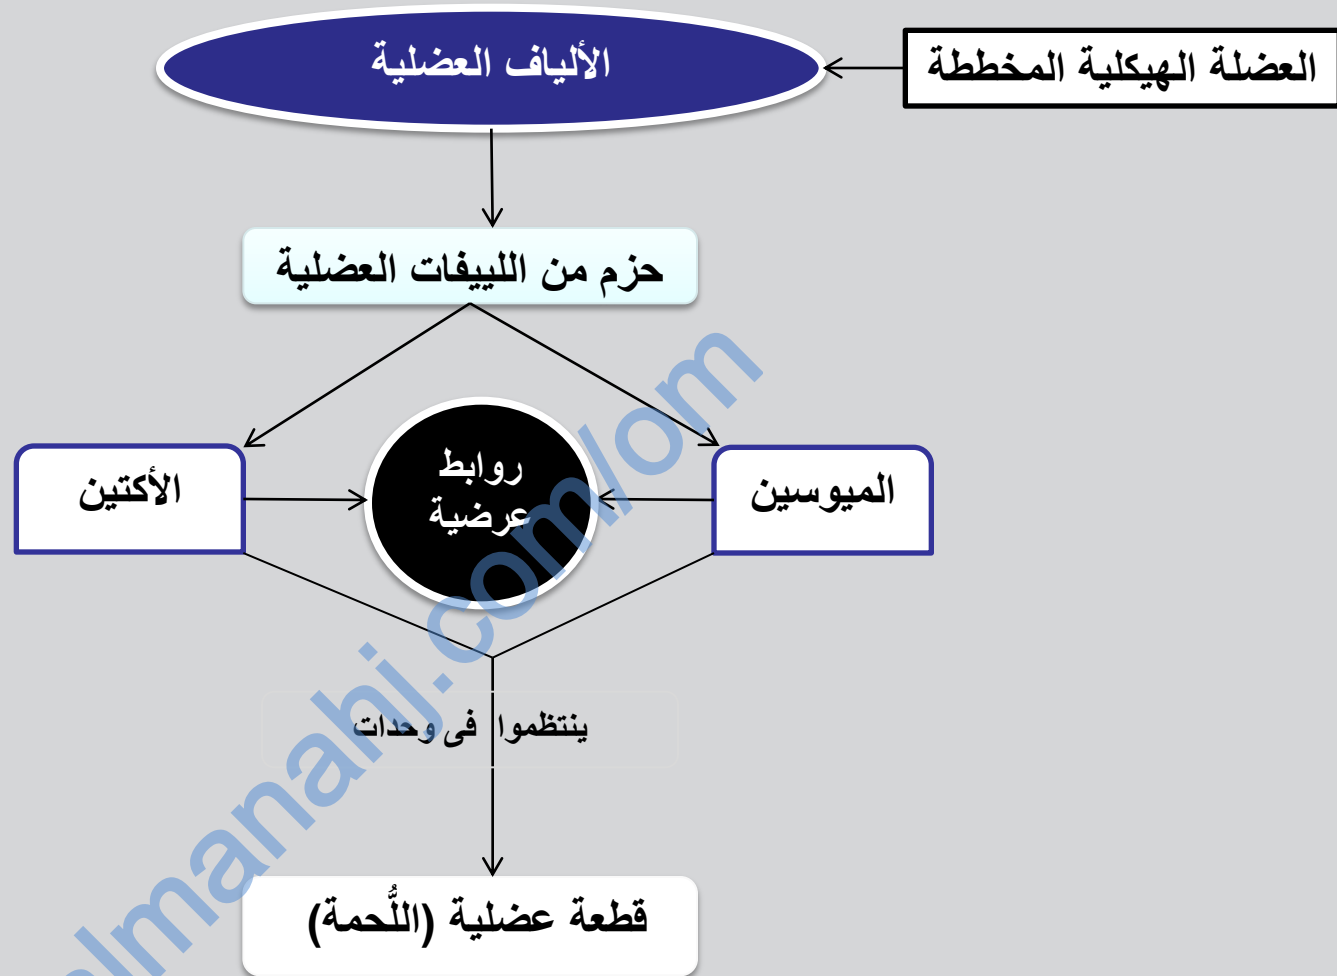 العضلة الهيكلية المخططة
الألياف العضلية
حزم من اللييفات العضلية
الميوسين
روابط
عرضية
الأكتين
ينتظموا فى وحدات
قطعة عضلية (اللُّحمة)
almanahj.com/om